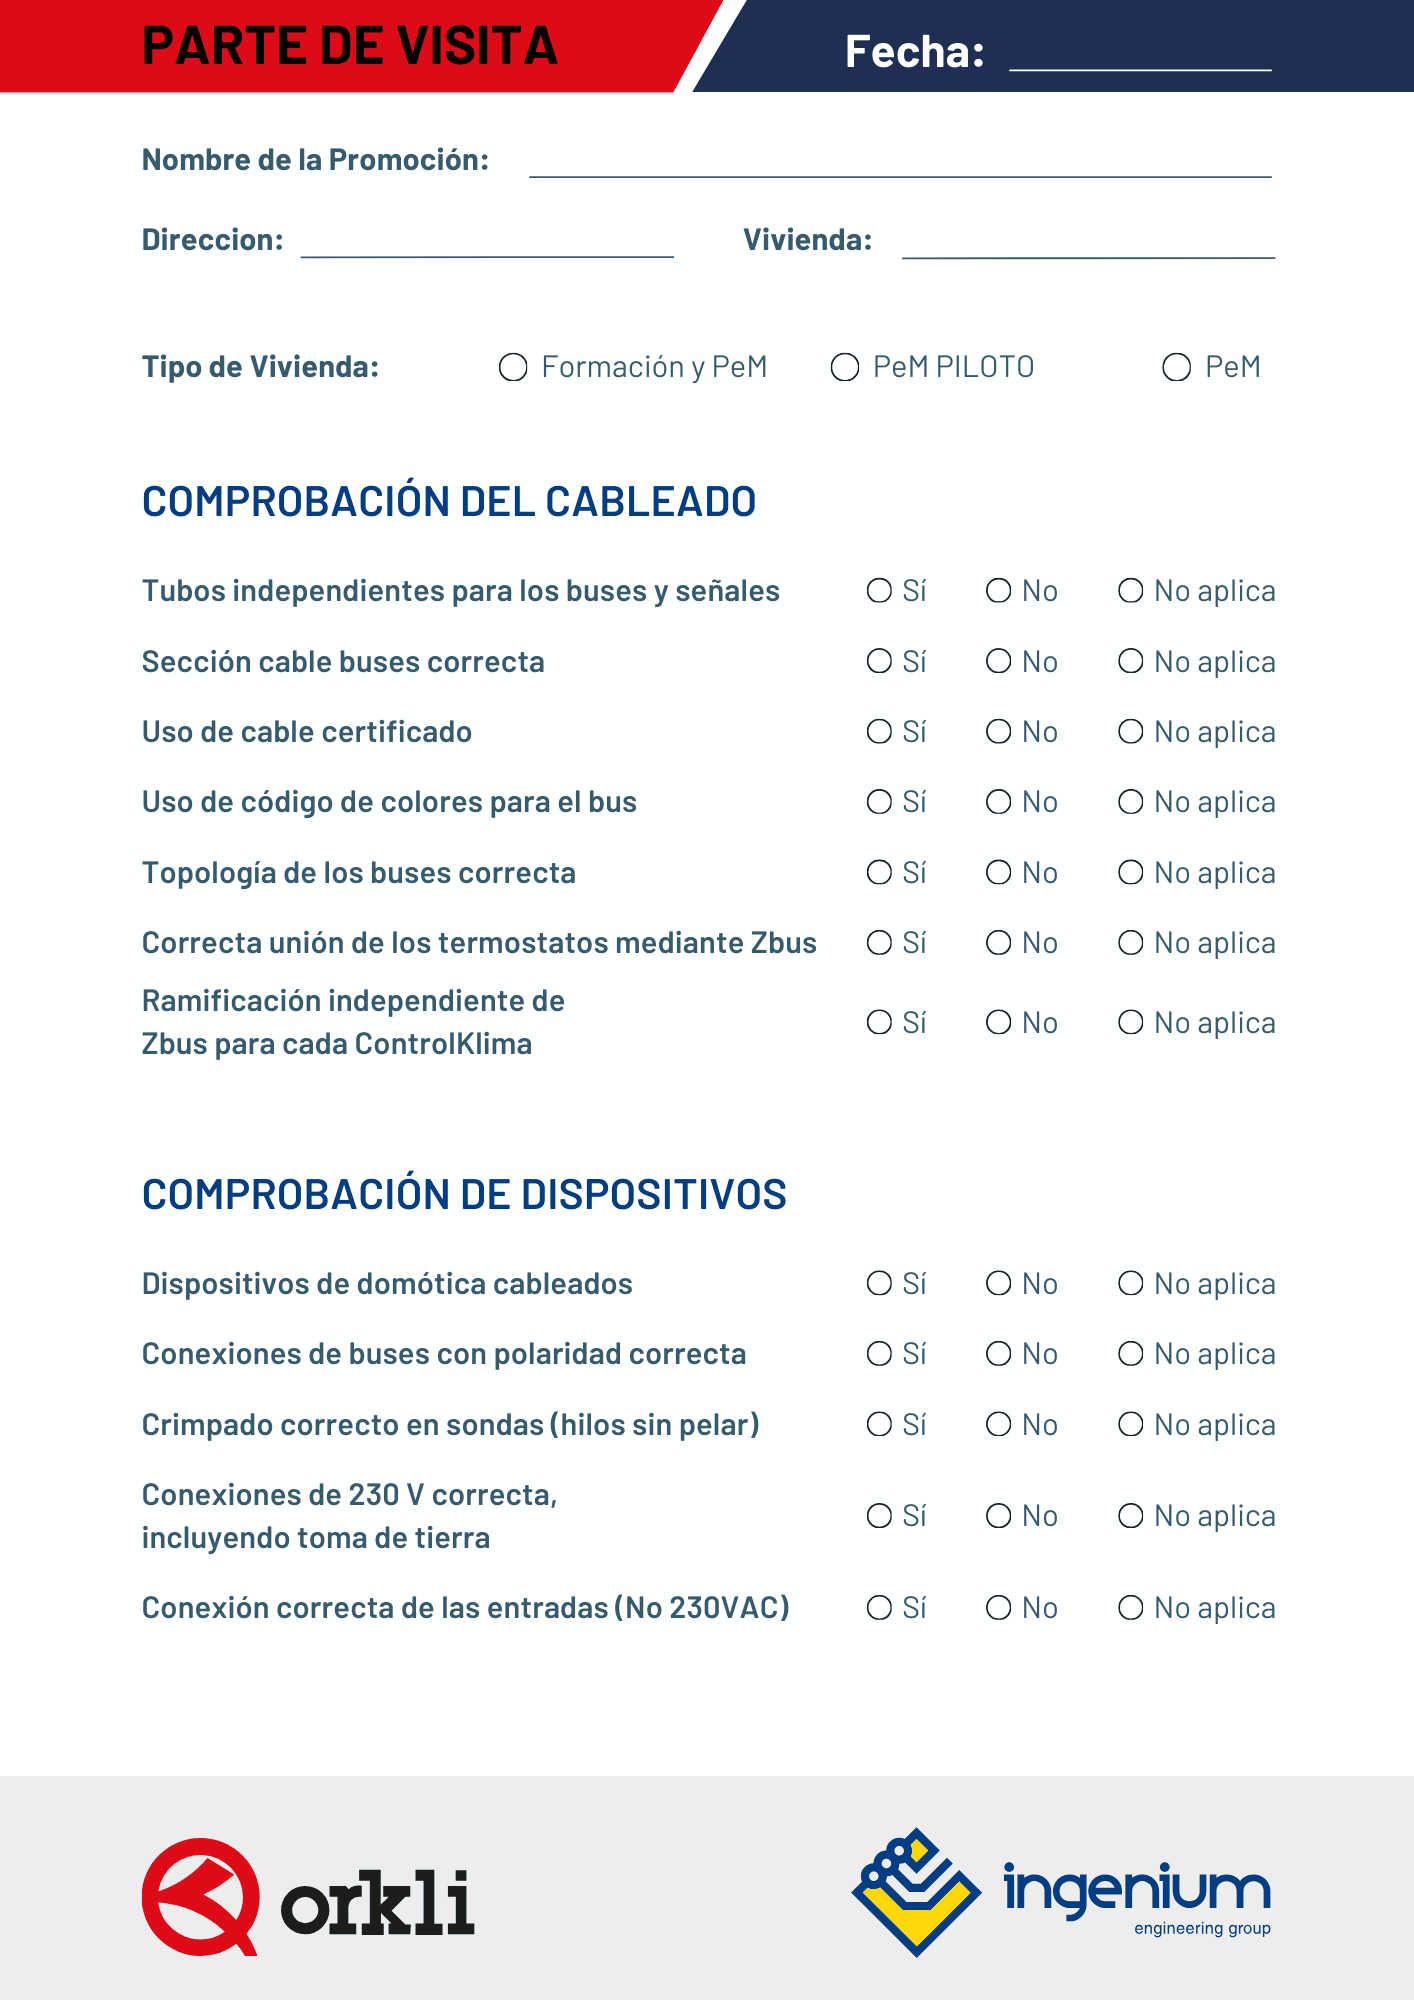 PARTE DE VISITA
Fecha:
Nombre de la Promoción:
Direccion: Vivienda:
Tipo de Vivienda: Formación y PeM PeM PILOTO PeM
COMPROBACIÓN DEL CABLEADO
Tubos independientes para los buses y señales Sí No No aplica
Sección cable buses correcta Sí No No aplica
Uso de cable certificado Sí No No aplica
Uso de código de colores para el bus Sí No No aplica
Topología de los buses correcta Sí No No aplica
Correcta unión de los termostatos mediante Zbus Sí No No aplica
Ramificación independiente de
Zbus para cada ControlKlima Sí No No aplica
COMPROBACIÓN DE DISPOSITIVOS
Dispositivos de domótica cableados Sí No No aplica
Conexiones de buses con polaridad correcta Sí No No aplica
Crimpado correcto en sondas (hilos sin pelar) Sí No No aplica
Conexiones de 230 V correcta,
incluyendo toma de tierra Sí No No aplica
Conexión correcta de las entradas (No 230VAC) Sí No No aplica
orkli
ingenium
engineering group